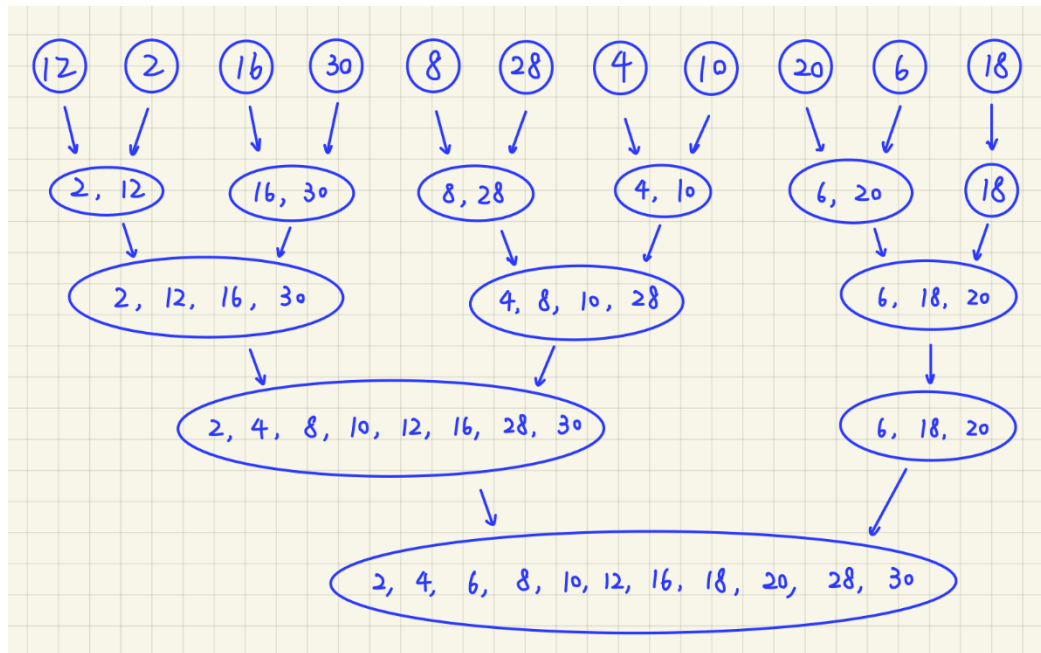 12 2 16 30 8 28 4 10 20 6 18
2, 12 16, 30 8, 28 4, 10 6, 20 18
2, 12, 16, 30 4, 8, 10, 28 6, 18, 20
2, 4, 8, 10, 12, 16, 28, 30 6, 18, 20
2, 4, 6, 8, 10, 12, 16, 18, 20, 28, 30